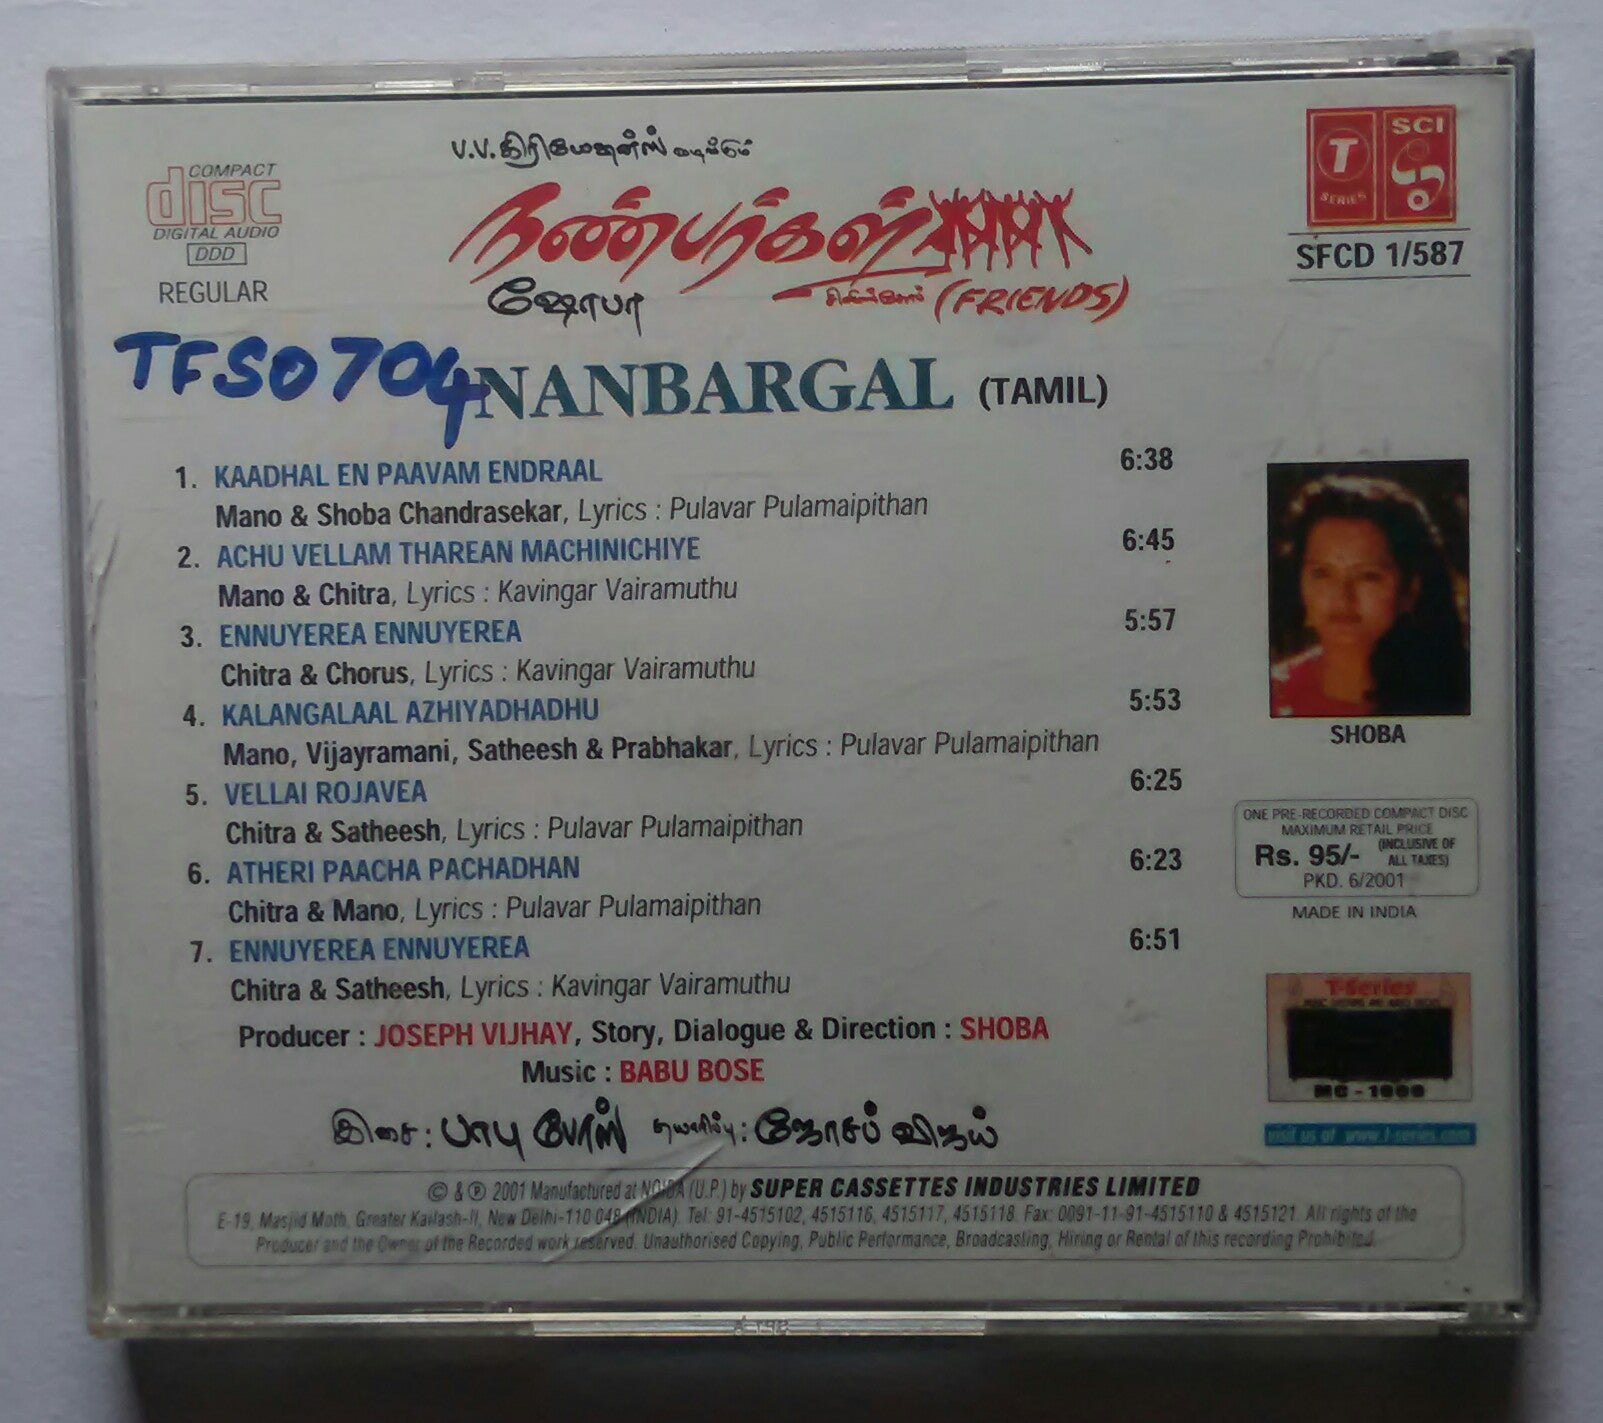 COMPACT
disc
DIGITAL AUDIO
DDD
REGULAR
நண்பர்கள்
ஷோபா
(FRIENDS)
T
SERIES
SCI
SFCD 1/587
TFS0704
NANBARGAL (TAMIL)
1. KAADHAL EN PAAVAM ENDRAAL 6:38
Mano & Shoba Chandrasekar, Lyrics : Pulavar Pulamaipithan
2. ACHU VELLAM THAREAN MACHINICHIYE 6:45
Mano & Chitra, Lyrics : Kavingar Vairamuthu
3. ENNUYEREA ENNUYEREA 5:57
Chitra & Chorus, Lyrics : Kavingar Vairamuthu
4. KALANGALAAL AZHIYADHADHU 5:53
Mano, Vijayramani, Satheesh & Prabhakar, Lyrics : Pulavar Pulamaipithan
5. VELLAI ROJAVEA 6:25
Chitra & Satheesh, Lyrics : Pulavar Pulamaipithan
6. ATHERI PAACHA PACHADHAN 6:23
Chitra & Mano, Lyrics : Pulavar Pulamaipithan
7. ENNUYEREA ENNUYEREA 6:51
Chitra & Satheesh, Lyrics : Kavingar Vairamuthu
Producer : JOSEPH VIJHAY, Story, Dialogue & Direction : SHOBA
Music : BABU BOSE
இசை : பாபு போஸ் தயாரிப்பு : ஜோசப் விஜய்
SHOBA
ONE PRE-RECORDED COMPACT DISC
MAXIMUM RETAIL PRICE
Rs. 95/- (INCLUSIVE OF
ALL TAXES)
PKD. 6/2001
MADE IN INDIA
T-Series
MC - 1000
visit us at www.t-series.com
© & ℗ 2001 Manufactured at NOIDA (U.P.) by SUPER CASSETTES INDUSTRIES LIMITED
E-19, Masjid Moth, Greater Kailash-II, New Delhi-110 048 (INDIA). Tel: 91-4515102, 4515116, 4515117, 4515118. Fax: 0091-11-91-4515110 & 4515121. All rights of the
Producer and the Owner of the Recorded work reserved. Unauthorised Copying, Public Performance, Broadcasting, Hiring or Rental of this recording Prohibited.